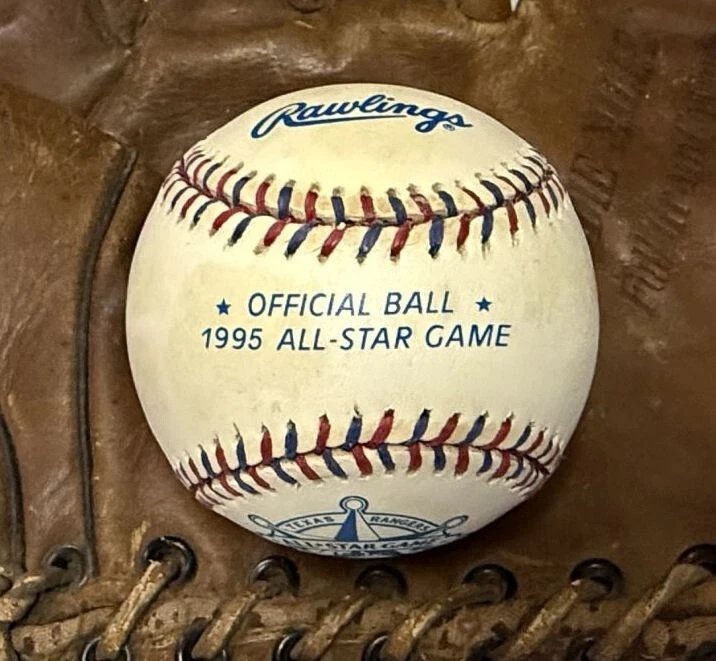 Rawlings®
★ OFFICIAL BALL ★
1995 ALL-STAR GAME
TEXAS RANGERS
ALL-STAR GAME